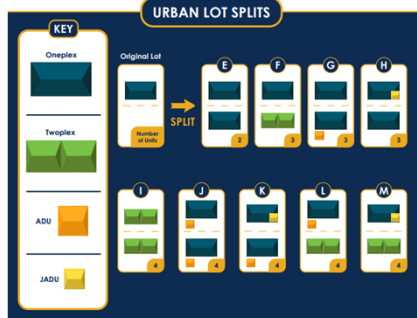 URBAN LOT SPLITS
KEY
Oneplex
Twoplex
ADU
JADU
Original Lot
Number
of Units
SPLIT
E
2
F
3
G
3
H
3
I
4
J
4
K
4
L
4
M
4